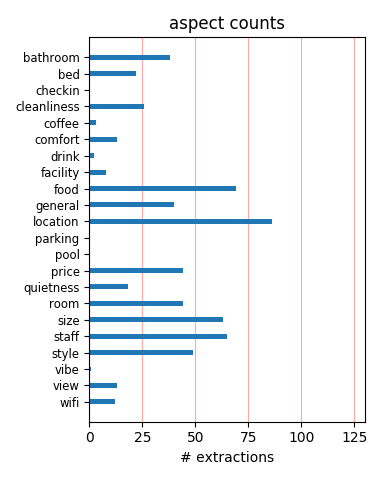 aspect counts
bathroom
bed
checkin
cleanliness
coffee
comfort
drink
facility
food
general
location
parking
pool
price
quietness
room
size
staff
style
vibe
view
wifi
0 25 50 75 100 125
# extractions